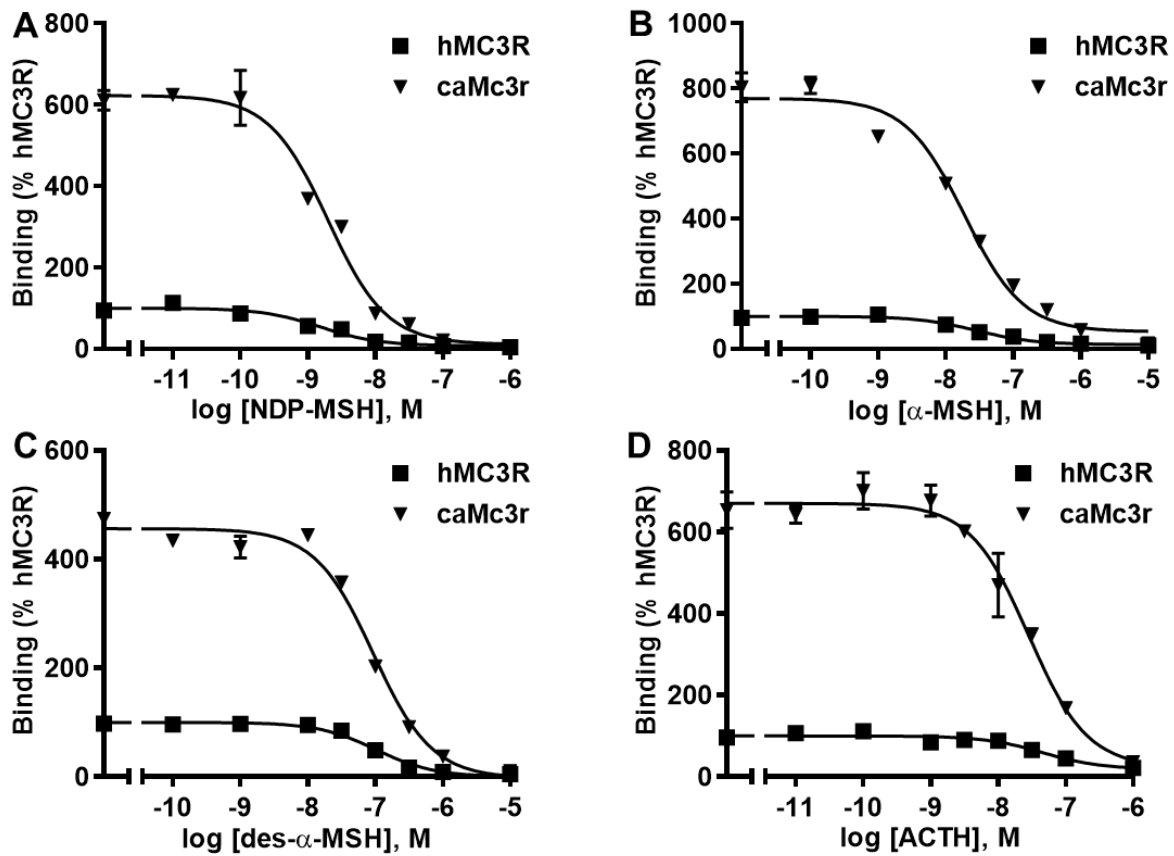 A
800
600
400
200
0
Binding (% hMC3R)
hMC3R
caMc3r
-11 -10 -9 -8 -7 -6
log [NDP-MSH], M
B
1000
800
600
400
200
0
Binding (% hMC3R)
hMC3R
caMc3r
-10 -9 -8 -7 -6 -5
log [α-MSH], M
C
600
400
200
0
Binding (% hMC3R)
hMC3R
caMc3r
-10 -9 -8 -7 -6 -5
log [des-α-MSH], M
D
800
600
400
200
0
Binding (% hMC3R)
hMC3R
caMc3r
-11 -10 -9 -8 -7 -6
log [ACTH], M